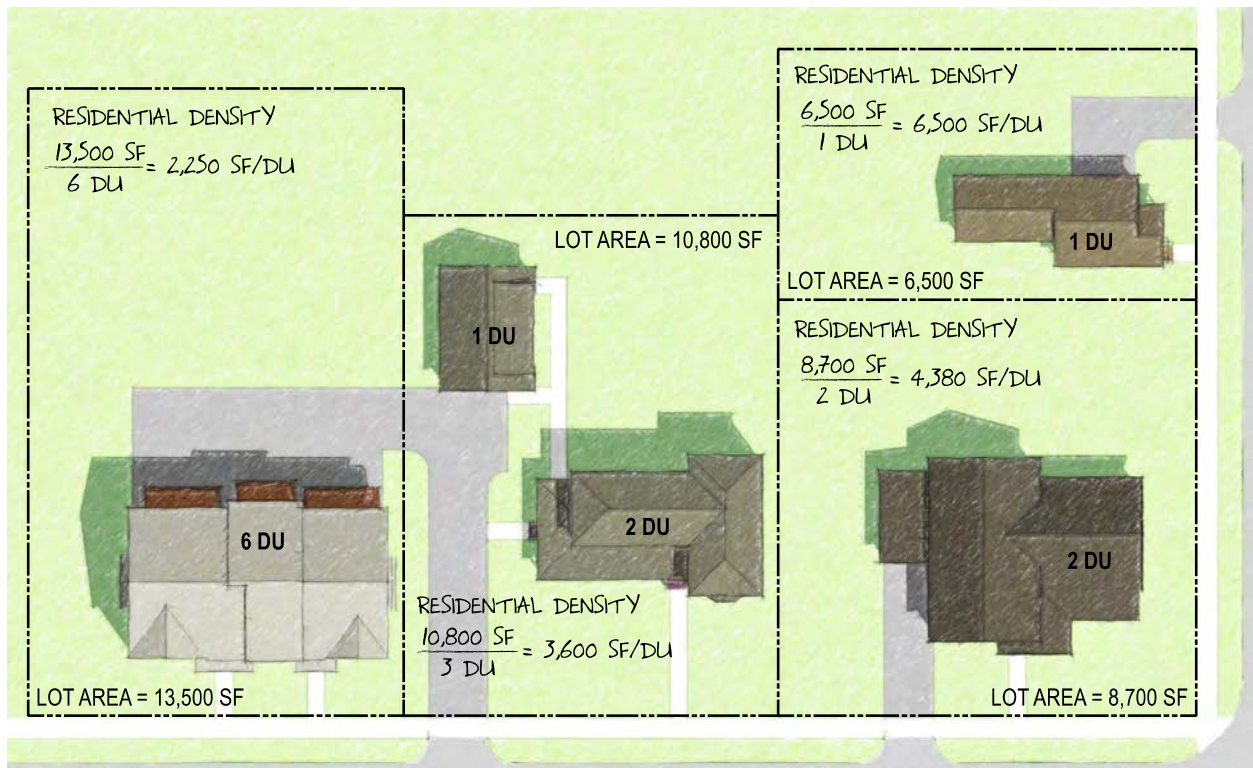 RESIDENTIAL DENSITY
13,500 SF
6 DU
= 2,250 SF/DU
6 DU
LOT AREA = 13,500 SF
LOT AREA = 10,800 SF
1 DU
2 DU
RESIDENTIAL DENSITY
10,800 SF
3 DU
= 3,600 SF/DU
RESIDENTIAL DENSITY
6,500 SF
1 DU
= 6,500 SF/DU
1 DU
LOT AREA = 6,500 SF
RESIDENTIAL DENSITY
8,700 SF
2 DU
= 4,380 SF/DU
2 DU
LOT AREA = 8,700 SF